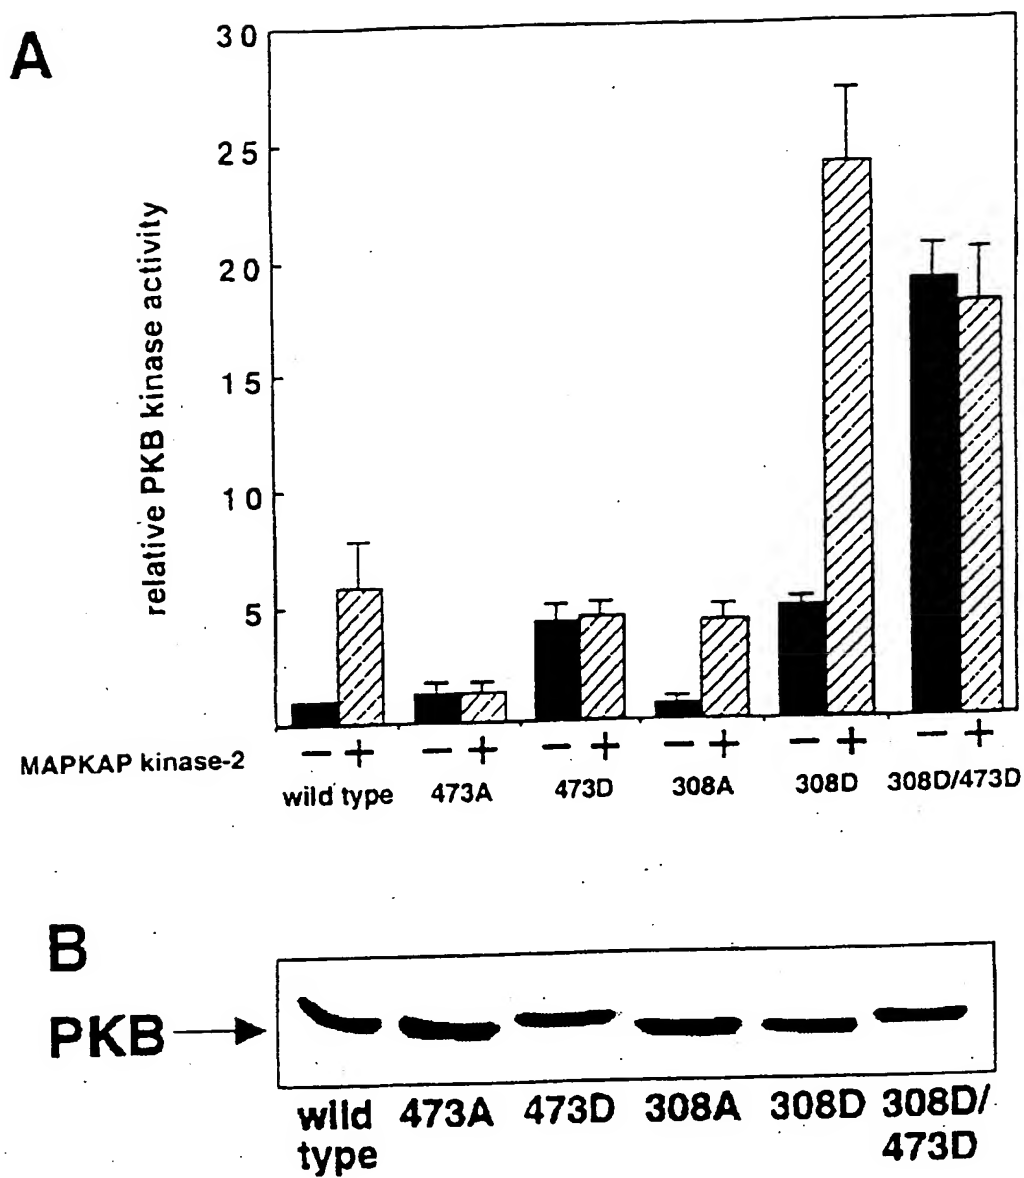 A
relative PKB kinase activity
30
25
20
15
10
5
MAPKAP kinase-2
− + − + − + − + − + − +
wild type 473A 473D 308A 308D 308D/473D
B
PKB
wild type 473A 473D 308A 308D 308D/473D